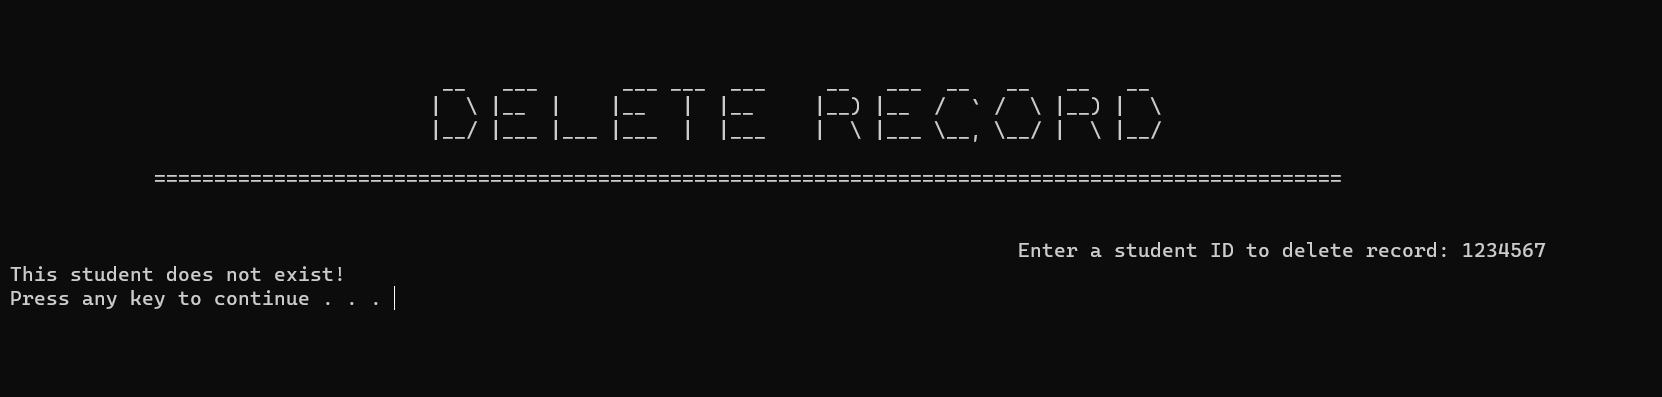 DELETE RECORD
===================================================================================================
Enter a student ID to delete record: 1234567
This student does not exist!
Press any key to continue . . .